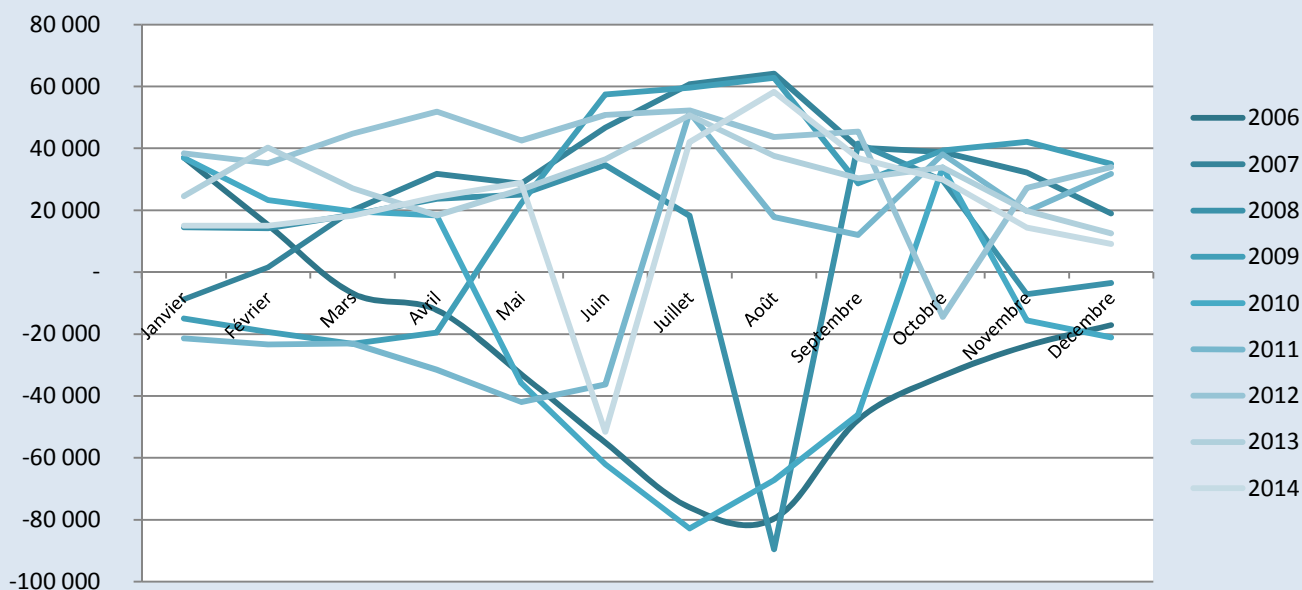 80 000
60 000
40 000
20 000
-
-20 000
-40 000
-60 000
-80 000
-100 000
Janvier
Février
Mars
Avril
Mai
Juin
Juillet
Août
Septembre
Octobre
Novembre
Décembre
2006
2007
2008
2009
2010
2011
2012
2013
2014